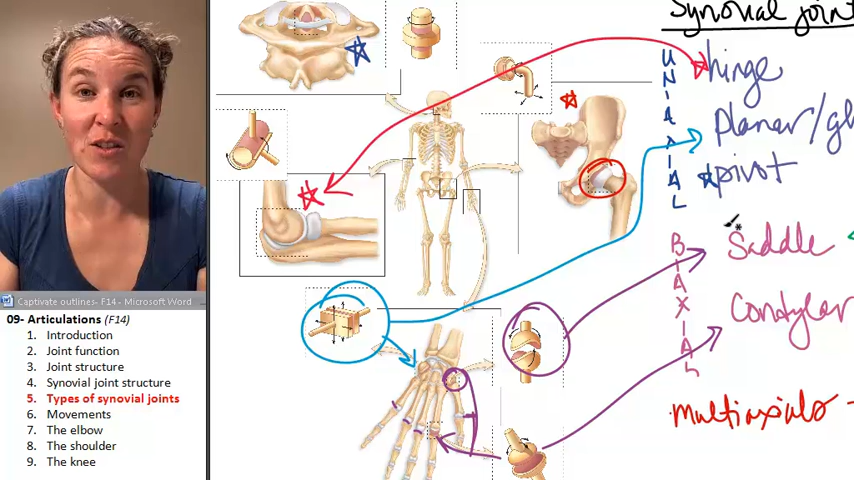 Synovial joint
UNIAXIAL
hinge
planar/gl
pivot
BIAXIAL
Saddle
Condylar
multiaxial
Captivate outlines- F14 - Microsoft Word
09- Articulations (F14)
1. Introduction
2. Joint function
3. Joint structure
4. Synovial joint structure
5. Types of synovial joints
6. Movements
7. The elbow
8. The shoulder
9. The knee